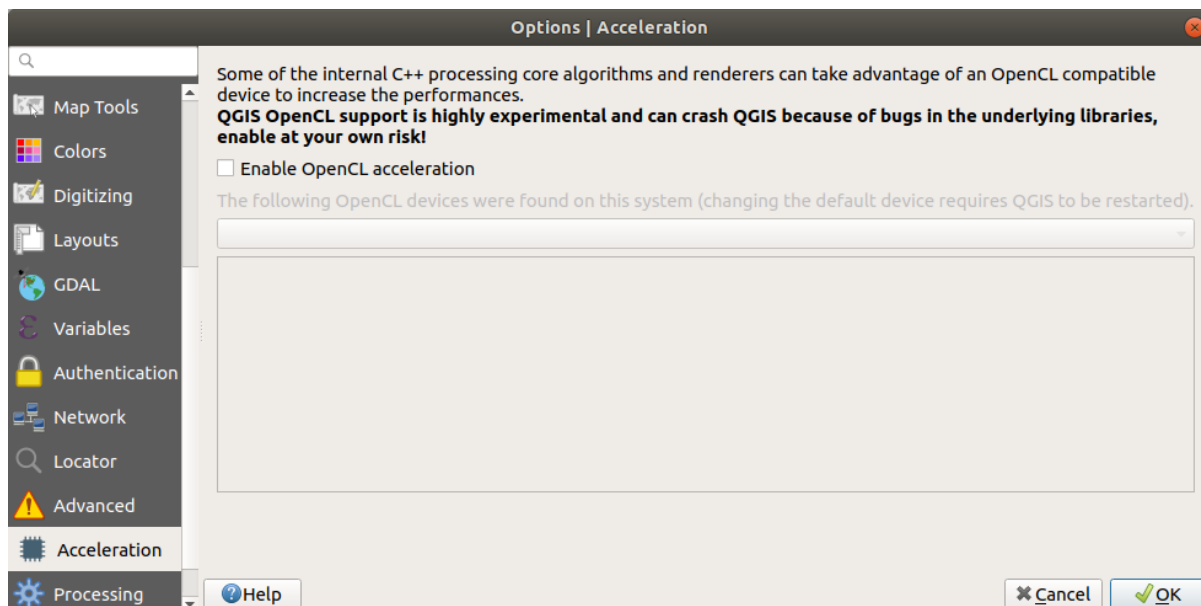 Options | Acceleration
Map Tools
Colors
Digitizing
Layouts
GDAL
Variables
Authentication
Network
Locator
Advanced
Acceleration
Processing
Some of the internal C++ processing core algorithms and renderers can take advantage of an OpenCL compatible
device to increase the performances.
QGIS OpenCL support is highly experimental and can crash QGIS because of bugs in the underlying libraries,
enable at your own risk!
Enable OpenCL acceleration
The following OpenCL devices were found on this system (changing the default device requires QGIS to be restarted).
Help
Cancel
OK